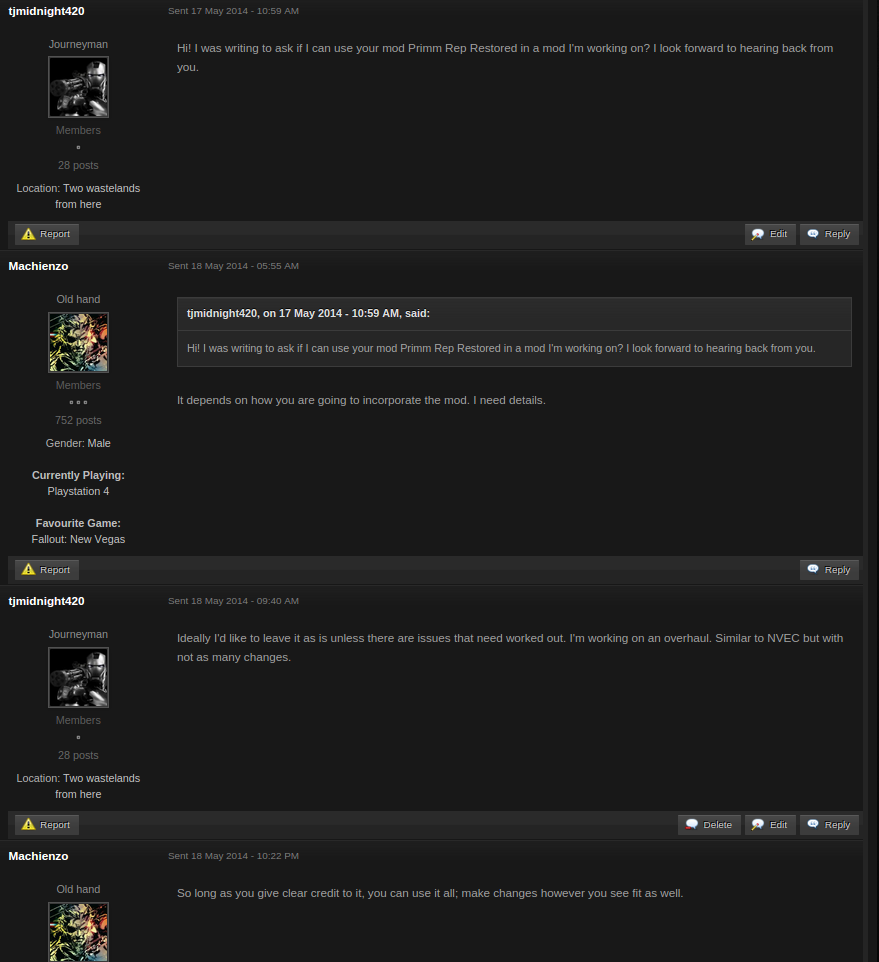 tjmidnight420
Sent 17 May 2014 - 10:59 AM
Journeyman
Hi! I was writing to ask if I can use your mod Primm Rep Restored in a mod I'm working on? I look forward to hearing back from
you.
Members
28 posts
Location: Two wastelands
from here
Report
Edit
Reply
Machienzo
Sent 18 May 2014 - 05:55 AM
Old hand
tjmidnight420, on 17 May 2014 - 10:59 AM, said:
Hi! I was writing to ask if I can use your mod Primm Rep Restored in a mod I'm working on? I look forward to hearing back from you.
Members
It depends on how you are going to incorporate the mod. I need details.
752 posts
Gender: Male
Currently Playing:
Playstation 4
Favourite Game:
Fallout: New Vegas
Report
Reply
tjmidnight420
Sent 18 May 2014 - 09:40 AM
Journeyman
Ideally I'd like to leave it as is unless there are issues that need worked out. I'm working on an overhaul. Similar to NVEC but with
not as many changes.
Members
28 posts
Location: Two wastelands
from here
Report
Delete
Edit
Reply
Machienzo
Sent 18 May 2014 - 10:22 PM
Old hand
So long as you give clear credit to it, you can use it all; make changes however you see fit as well.